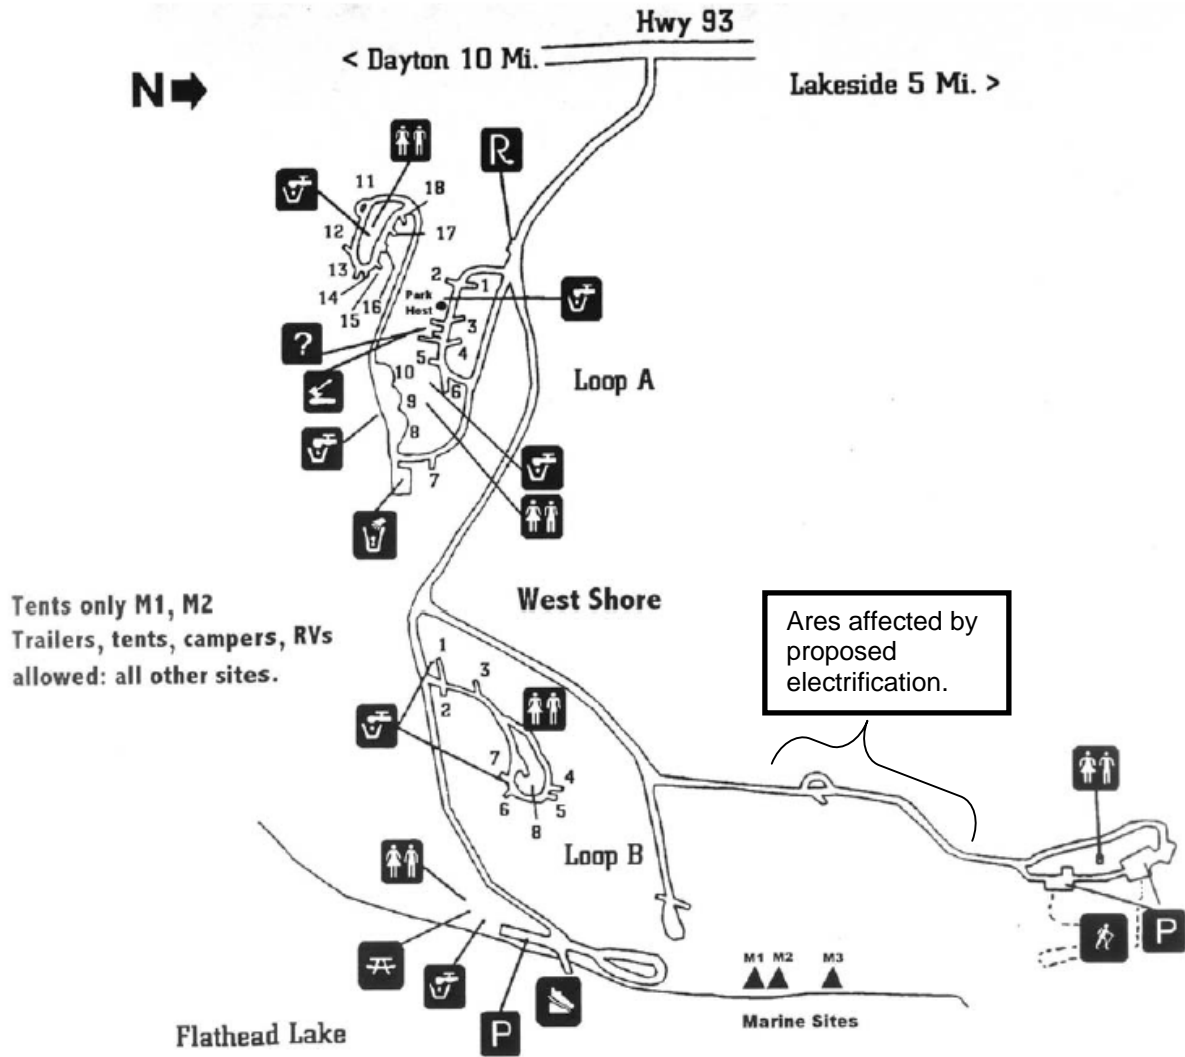 Hwy 93
< Dayton 10 Mi.
Lakeside 5 Mi. >
N
R
11
18
12
17
13
14
16
15
2
1
Park
Host
3
?
4
5
10
6
Loop A
9
8
7
Tents only M1, M2
Trailers, tents, campers, RVs
allowed: all other sites.
West Shore
Ares affected by
proposed
electrification.
1
3
2
7
4
6
5
8
Loop B
P
M1
M2
M3
Marine Sites
P
Flathead Lake